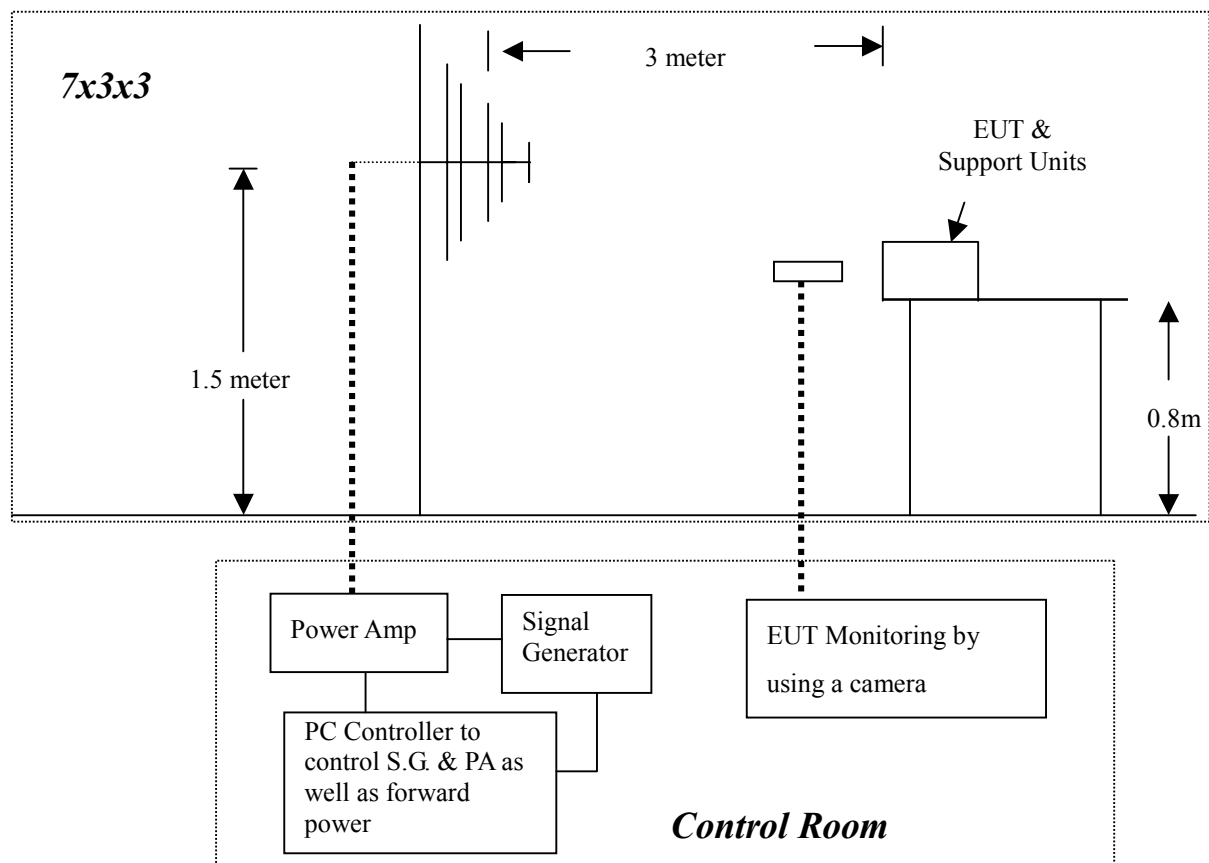 7x3x3
3 meter
EUT &
Support Units
1.5 meter
0.8m
Power Amp
Signal
Generator
EUT Monitoring by
using a camera
PC Controller to
control S.G. & PA as
well as forward
power
Control Room